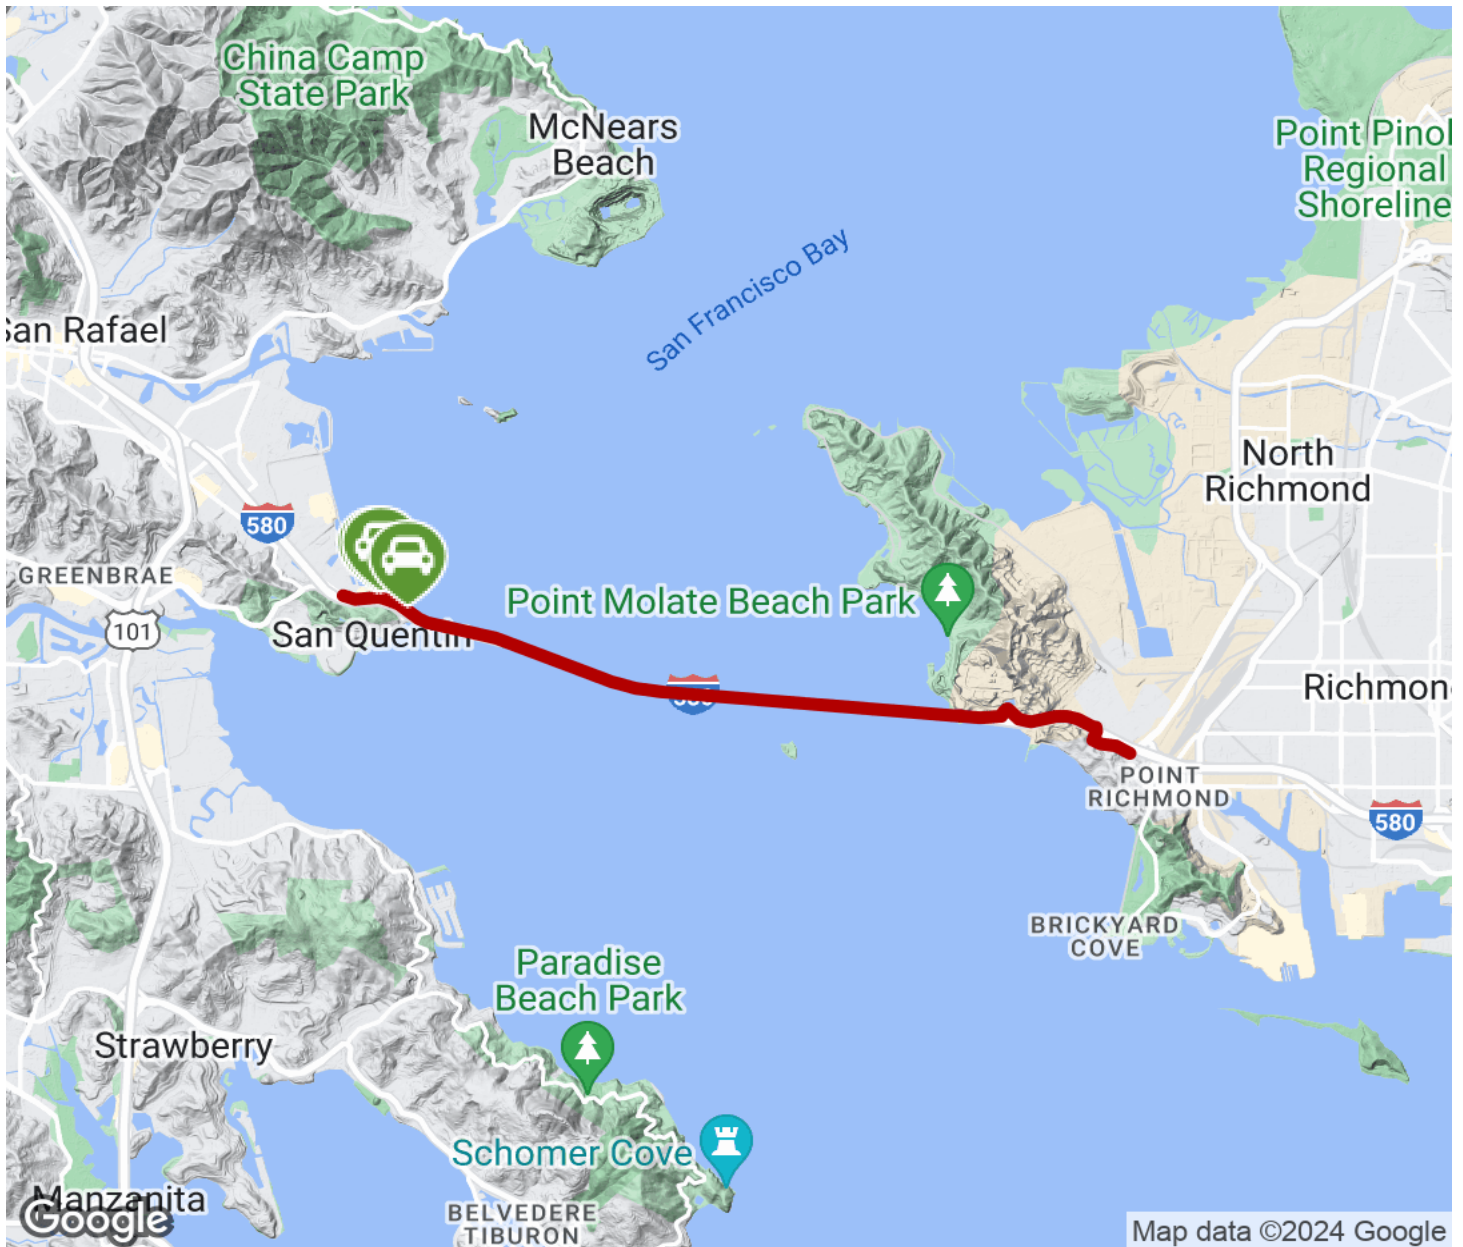 China Camp
State Park
McNears
Beach
Point Pinol
Regional
Shoreline
San Francisco Bay
San Rafael
North
Richmond
580
GREENBRAE
101
San Quentin
Point Molate Beach Park
580
Richmon
POINT
RICHMOND
580
BRICKYARD
COVE
Paradise
Beach Park
Strawberry
Schomer Cove
Manzanita
BELVEDERE
TIBURON
Google
Map data ©2024 Google